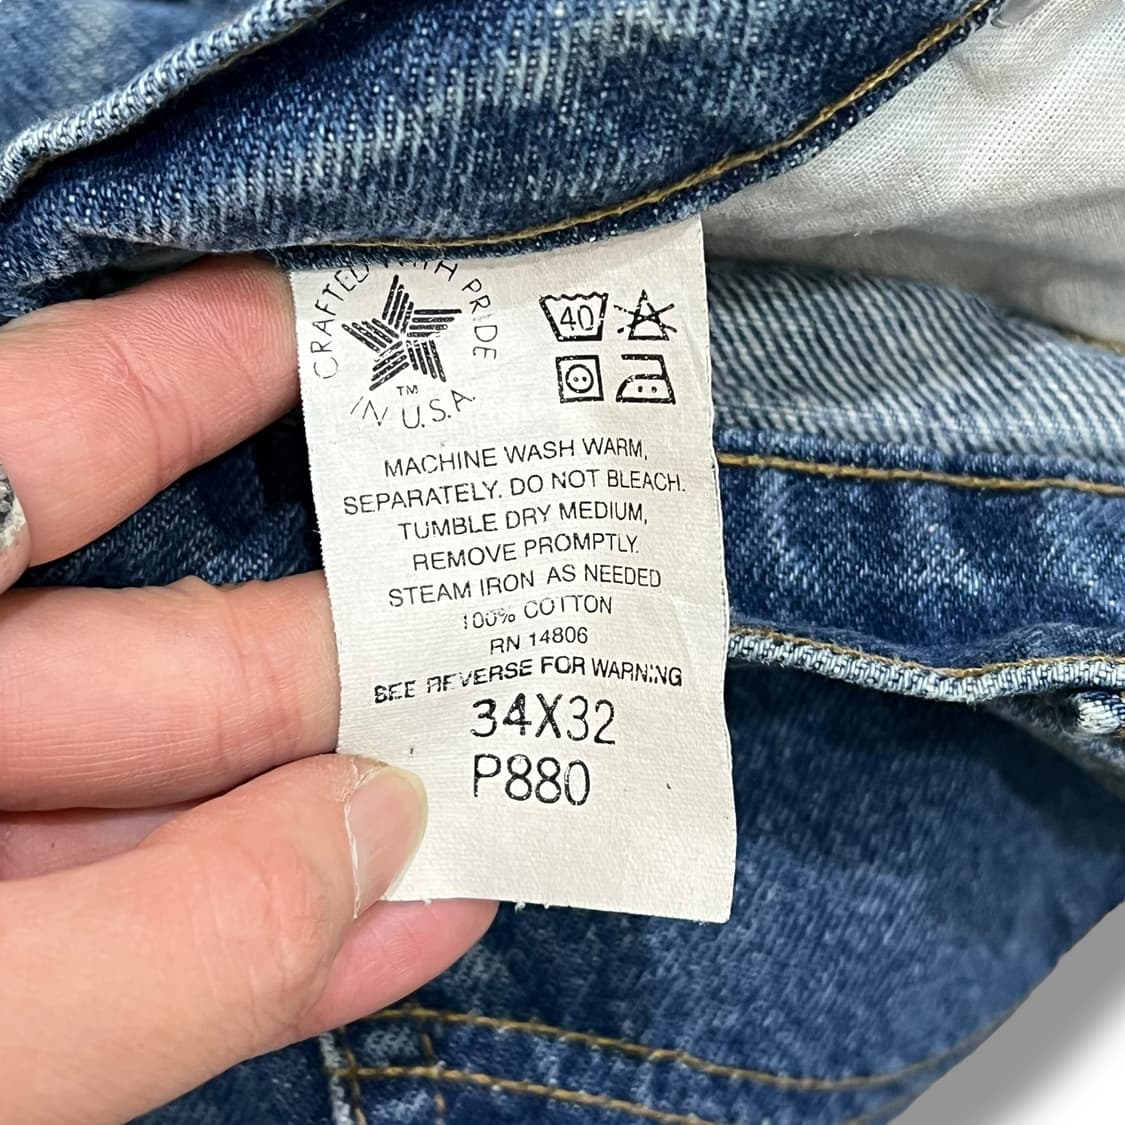 CRAFTED WITH PRIDE
TM
IN U.S.A.
40
MACHINE WASH WARM,
SEPARATELY. DO NOT BLEACH.
TUMBLE DRY MEDIUM,
REMOVE PROMPTLY.
STEAM IRON AS NEEDED
100% COTTON
RN 14806
SEE REVERSE FOR WARNING
34X32
P880